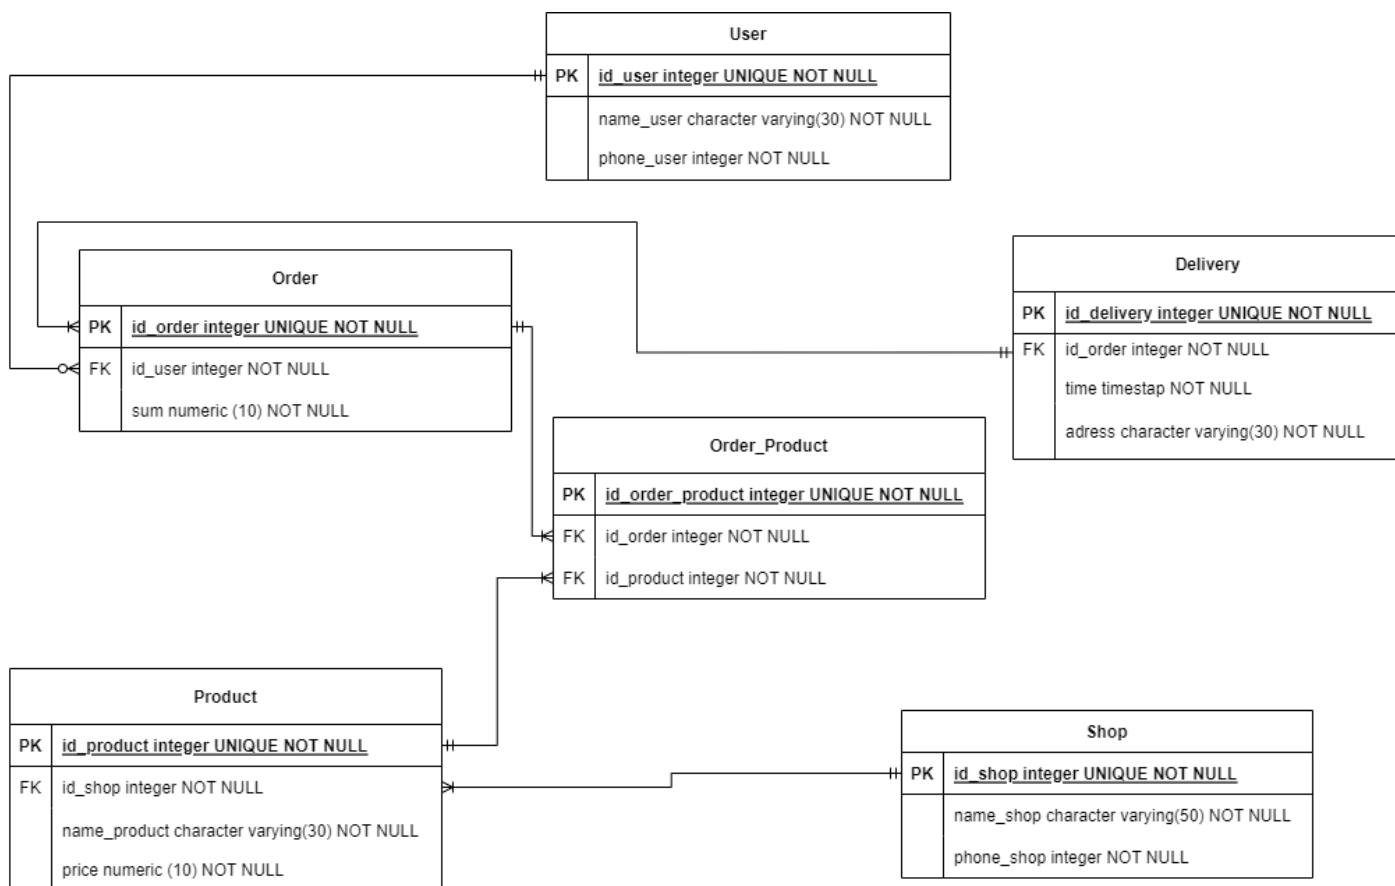 User
PK id_user integer UNIQUE NOT NULL
name_user character varying(30) NOT NULL
phone_user integer NOT NULL
Order
PK id_order integer UNIQUE NOT NULL
FK id_user integer NOT NULL
sum numeric (10) NOT NULL
Delivery
PK id_delivery integer UNIQUE NOT NULL
FK id_order integer NOT NULL
time timestap NOT NULL
adress character varying(30) NOT NULL
Order_Product
PK id_order_product integer UNIQUE NOT NULL
FK id_order integer NOT NULL
FK id_product integer NOT NULL
Product
PK id_product integer UNIQUE NOT NULL
FK id_shop integer NOT NULL
name_product character varying(30) NOT NULL
price numeric (10) NOT NULL
Shop
PK id_shop integer UNIQUE NOT NULL
name_shop character varying(50) NOT NULL
phone_shop integer NOT NULL